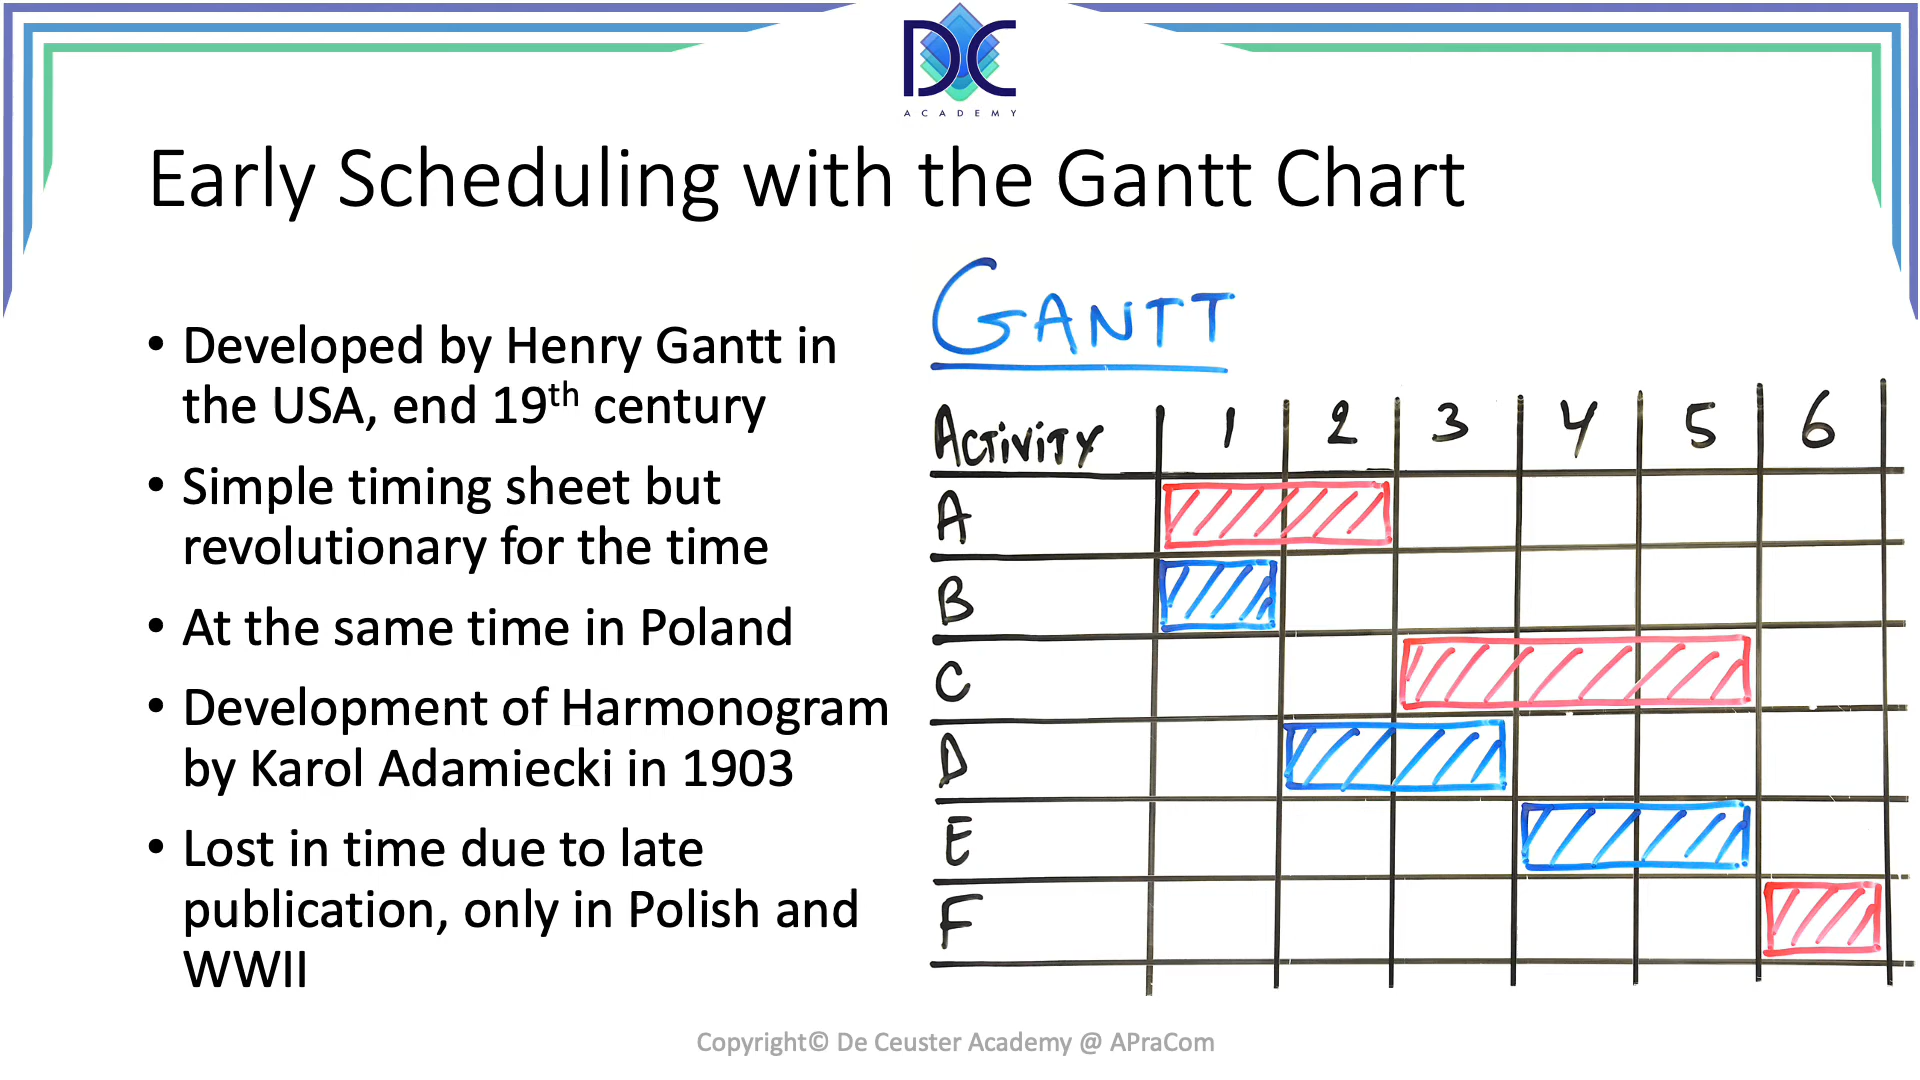 DC
ACADEMY
Early Scheduling with the Gantt Chart
• Developed by Henry Gantt in
the USA, end 19th century
• Simple timing sheet but
revolutionary for the time
• At the same time in Poland
• Development of Harmonogram
by Karol Adamiecki in 1903
• Lost in time due to late
publication, only in Polish and
WWII
GANTT
ACTIVITY 1 2 3 4 5 6
A
B
C
D
E
F
Copyright© De Ceuster Academy @ APraCom